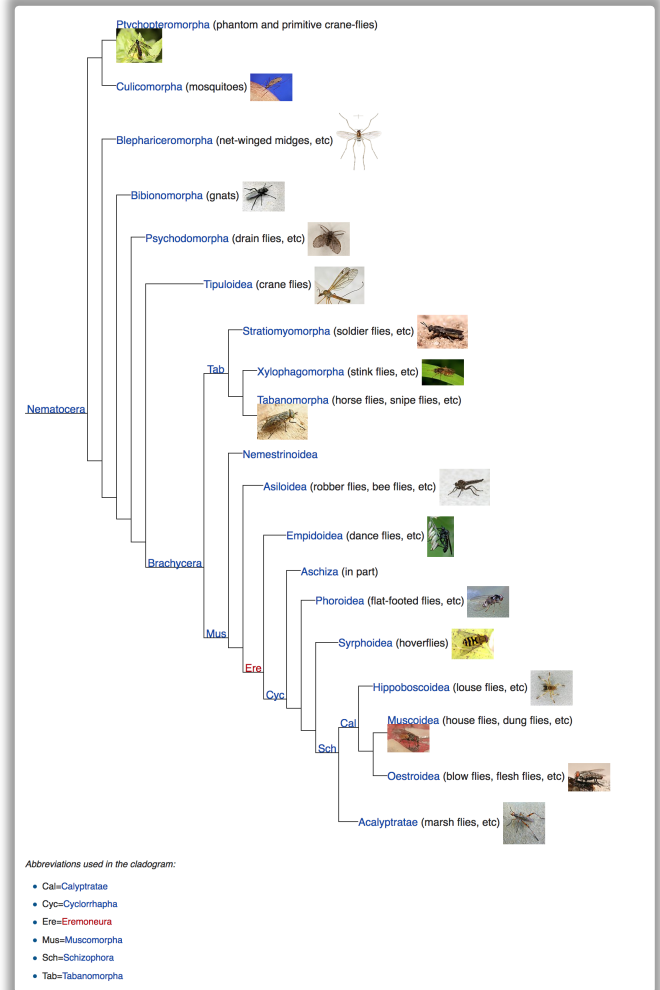 Ptychopteromorpha (phantom and primitive crane-flies)
Culicomorpha (mosquitoes)
Blephariceromorpha (net-winged midges, etc)
Bibionomorpha (gnats)
Psychodomorpha (drain flies, etc)
Tipuloidea (crane flies)
Stratiomyomorpha (soldier flies, etc)
Tab
Xylophagomorpha (stink flies, etc)
Tabanomorpha (horse flies, snipe flies, etc)
Nematocera
Nemestrinoidea
Asiloidea (robber flies, bee flies, etc)
Empidoidea (dance flies, etc)
Brachycera
Aschiza (in part)
Phoroidea (flat-footed flies, etc)
Mus
Syrphoidea (hoverflies)
Ere
Hippoboscoidea (louse flies, etc)
Cyc
Muscoidea (house flies, dung flies, etc)
Cal
Sch
Oestroidea (blow flies, flesh flies, etc)
Acalyptratae (marsh flies, etc)
Abbreviations used in the cladogram:
Cal=Calyptratae
Cyc=Cyclorrhapha
Ere=Eremoneura
Mus=Muscomorpha
Sch=Schizophora
Tab=Tabanomorpha